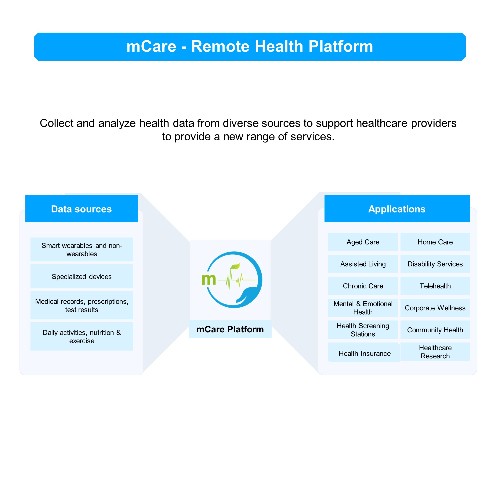 mCare - Remote Health Platform
Collect and analyze health data from diverse sources to support healthcare providers
to provide a new range of services.
Data sources
Smart wearables and non-
wearables
Specialized devices
Medical records, prescriptions,
test results
Daily activities, nutrition &
exercise
m
mCare Platform
Applications
Aged Care
Home Care
Assisted Living
Disability Services
Chronic Care
Telehealth
Mental & Emotional
Health
Corporate Wellness
Health Screening
Stations
Community Health
Health Insurance
Healthcare
Research